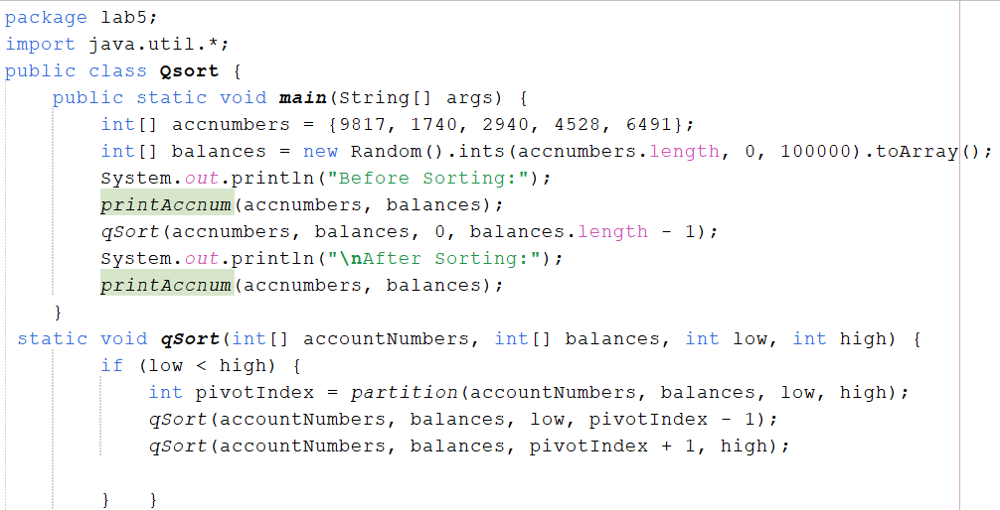 package lab5;
import java.util.*;
public class Qsort {
    public static void main(String[] args) {
        int[] accnumbers = {9817, 1740, 2940, 4528, 6491};
        int[] balances = new Random().ints(accnumbers.length, 0, 100000).toArray();
        System.out.println("Before Sorting:");
        printAccnum(accnumbers, balances);
        qSort(accnumbers, balances, 0, balances.length - 1);
        System.out.println("\nAfter Sorting:");
        printAccnum(accnumbers, balances);
    }
 static void qSort(int[] accountNumbers, int[] balances, int low, int high) {
        if (low < high) {
            int pivotIndex = partition(accountNumbers, balances, low, high);
            qSort(accountNumbers, balances, low, pivotIndex - 1);
            qSort(accountNumbers, balances, pivotIndex + 1, high);
        }   }